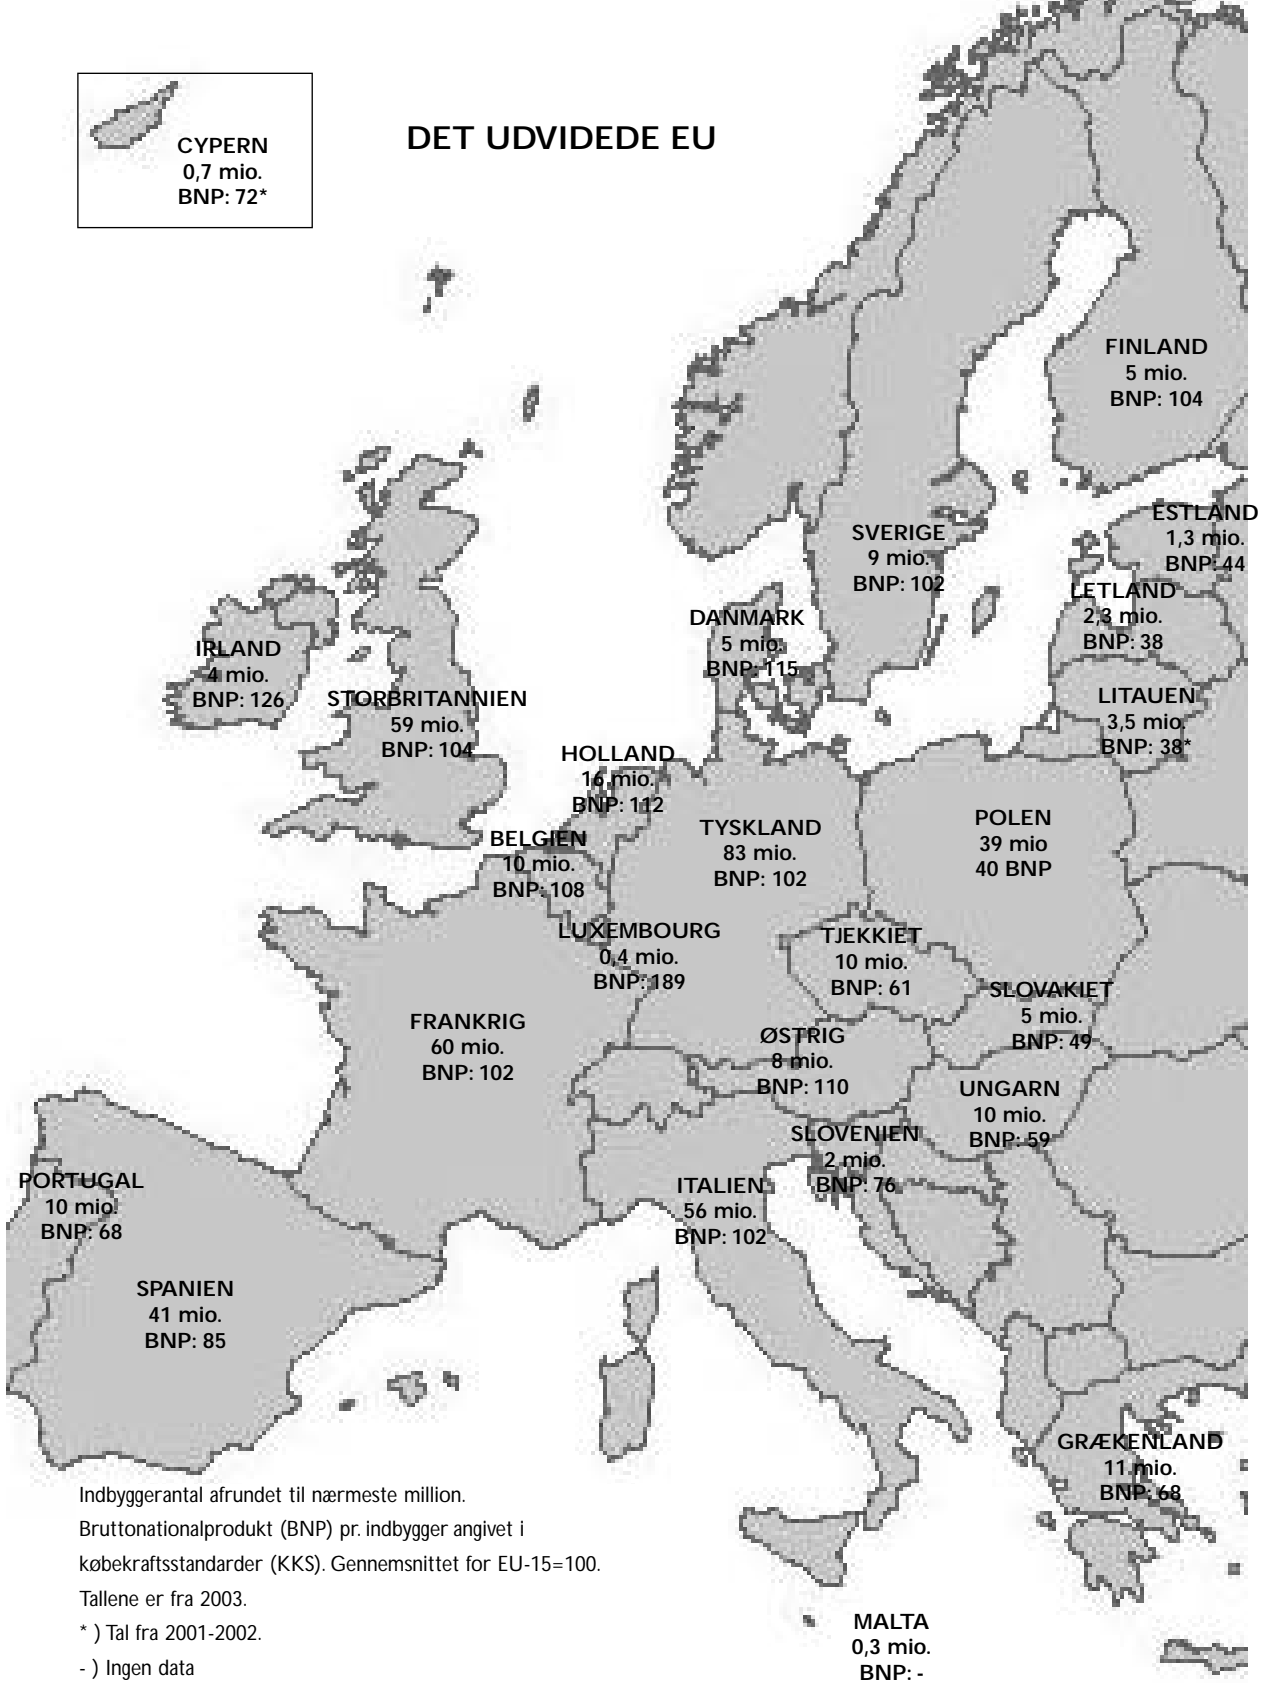 DET UDVIDEDE EU
CYPERN
0,7 mio.
BNP: 72*
FINLAND
5 mio.
BNP: 104
SVERIGE
9 mio.
BNP: 102
ESTLAND
1,3 mio.
BNP: 44
LETLAND
2,3 mio.
BNP: 38
DANMARK
5 mio.
BNP: 115
IRLAND
4 mio.
BNP: 126
STORBRITANNIEN
59 mio.
BNP: 104
LITAUEN
3,5 mio.
BNP: 38*
HOLLAND
16 mio.
BNP: 112
BELGIEN
10 mio.
BNP: 108
TYSKLAND
83 mio.
BNP: 102
POLEN
39 mio
40 BNP
LUXEMBOURG
0,4 mio.
BNP: 189
TJEKKIET
10 mio.
BNP: 61
SLOVAKIET
5 mio.
BNP: 49
FRANKRIG
60 mio.
BNP: 102
ØSTRIG
8 mio.
BNP: 110
UNGARN
10 mio.
BNP: 59
SLOVENIEN
2 mio.
BNP: 76
PORTUGAL
10 mio.
BNP: 68
ITALIEN
56 mio.
BNP: 102
SPANIEN
41 mio.
BNP: 85
GRÆKENLAND
11 mio.
BNP: 68
MALTA
0,3 mio.
BNP: -
Indbyggerantal afrundet til nærmeste million.
Bruttonationalprodukt (BNP) pr. indbygger angivet i
købekraftsstandarder (KKS). Gennemsnittet for EU-15=100.
Tallene er fra 2003.
* ) Tal fra 2001-2002.
- ) Ingen data